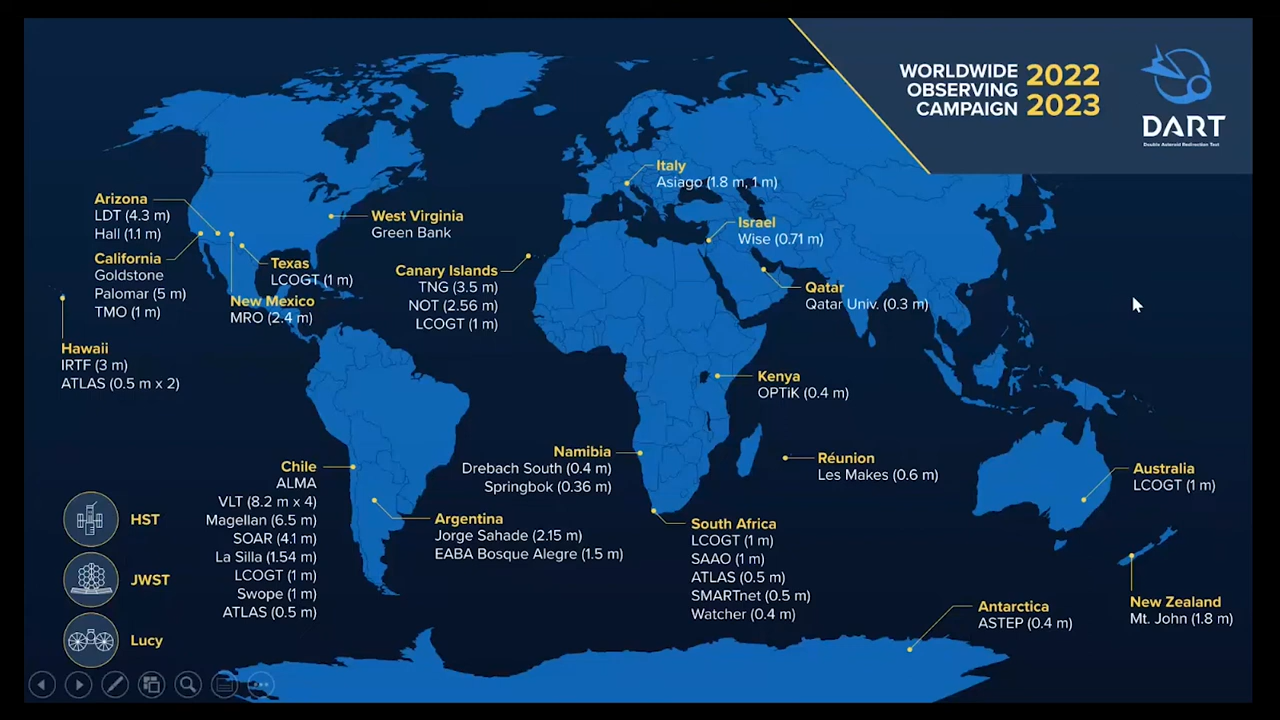 WORLDWIDE
OBSERVING
CAMPAIGN
2022
2023
DART
Double Asteroid Redirection Test
Italy
Asiago (1.8 m, 1 m)
Arizona
LDT (4.3 m)
Hall (1.1 m)
West Virginia
Green Bank
Israel
Wise (0.71 m)
California
Goldstone
Palomar (5 m)
TMO (1 m)
Texas
LCOGT (1 m)
New Mexico
MRO (2.4 m)
Canary Islands
TNG (3.5 m)
NOT (2.56 m)
LCOGT (1 m)
Qatar
Qatar Univ. (0.3 m)
Hawaii
IRTF (3 m)
ATLAS (0.5 m x 2)
Kenya
OPTiK (0.4 m)
Namibia
Drebach South (0.4 m)
Springbok (0.36 m)
Réunion
Les Makes (0.6 m)
Australia
LCOGT (1 m)
Chile
ALMA
VLT (8.2 m x 4)
Magellan (6.5 m)
SOAR (4.1 m)
La Silla (1.54 m)
LCOGT (1 m)
Swope (1 m)
ATLAS (0.5 m)
Argentina
Jorge Sahade (2.15 m)
EABA Bosque Alegre (1.5 m)
South Africa
LCOGT (1 m)
SAAO (1 m)
ATLAS (0.5 m)
SMARTnet (0.5 m)
Watcher (0.4 m)
HST
JWST
Lucy
Antarctica
ASTEP (0.4 m)
New Zealand
Mt. John (1.8 m)